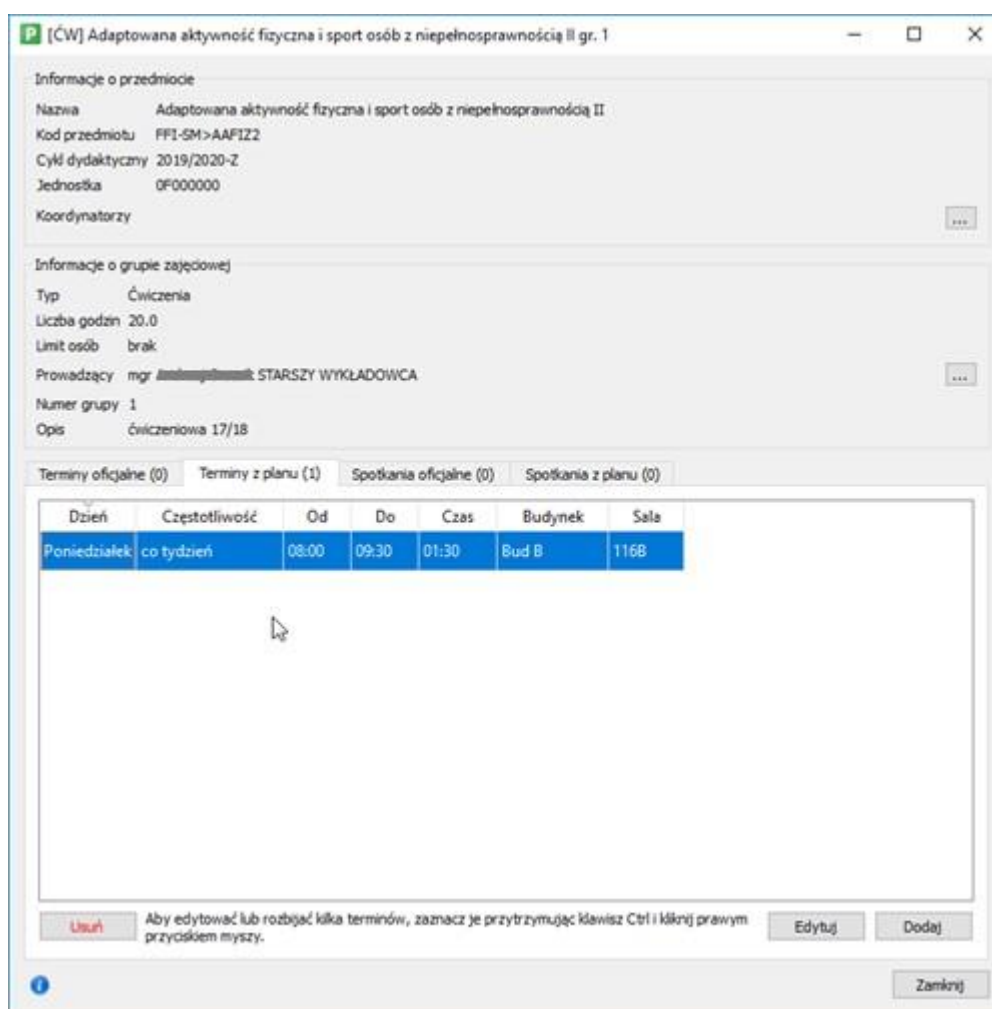 [ĆW] Adaptowana aktywność fizyczna i sport osób z niepełnosprawnością II gr. 1
Informacje o przedmiocie
Nazwa Adaptowana aktywność fizyczna i sport osób z niepełnosprawnością II
Kod przedmiotu FFI-SM>AAFIZ2
Cykl dydaktyczny 2019/2020-Z
Jednostka 0F000000
Koordynatorzy ...
Informacje o grupie zajęciowej
Typ Ćwiczenia
Liczba godzin 20.0
Limit osób brak
Prowadzący mgr STARSZY WYKŁADOWCA ...
Numer grupy 1
Opis ćwiczeniowa 17/18
Terminy oficjalne (0) Terminy z planu (1) Spotkania oficjalne (0) Spotkania z planu (0)
Dzień Częstotliwość Od Do Czas Budynek Sala
Poniedziałek co tydzień 08:00 09:30 01:30 Bud B 116B
Usuń Aby edytować lub rozbijać kilka terminów, zaznacz je przytrzymując klawisz Ctrl i kliknij prawym
przyciskiem myszy. Edytuj Dodaj
Zamknij